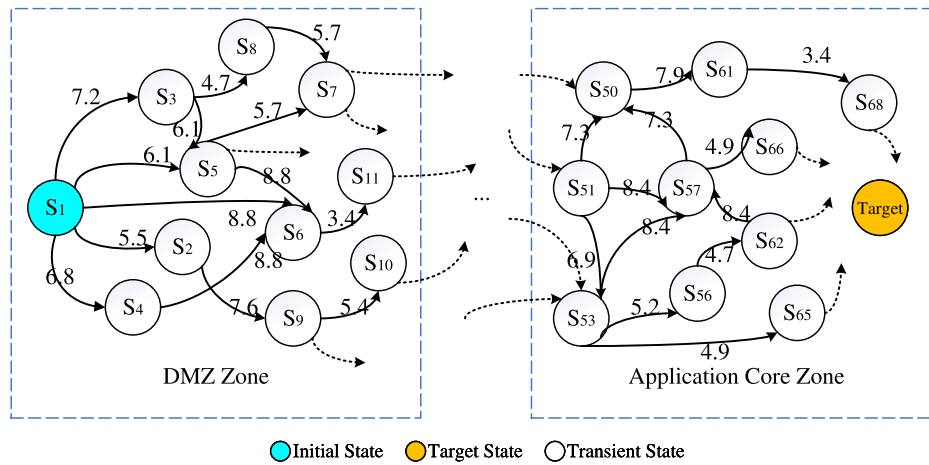 S8
5.7
S61
3.4
7.9
S50
S68
S3
4.7
S7
7.2
6.1
5.7
7.3
7.3
4.9
S66
6.1
S5
8.8
S11
S51
8.4
S57
S1
8.8
S6
3.4
...
8.4
8.4
Target
5.5
S2
S62
6.8
8.8
S10
6.9
4.7
S4
7.6
S9
5.4
S53
5.2
S56
S65
4.9
DMZ Zone
Application Core Zone
Initial State
Target State
Transient State